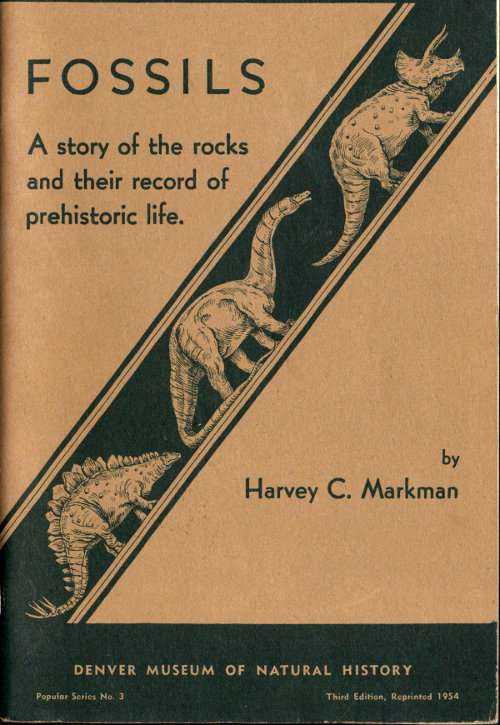 FOSSILS
A story of the rocks
and their record of
prehistoric life.
by
Harvey C. Markman
DENVER MUSEUM OF NATURAL HISTORY
Popular Series No. 3
Third Edition, Reprinted 1954